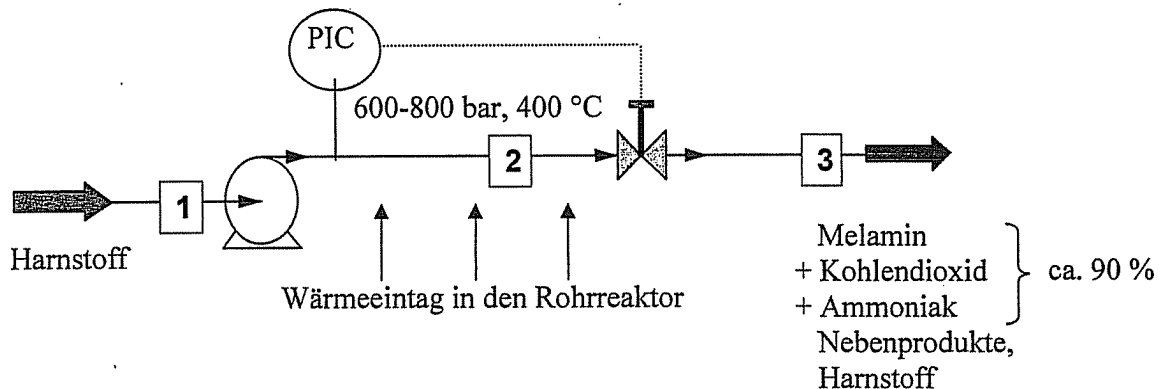 PIC
600-800 bar, 400 °C
1
2
3
Harnstoff
Wärmeeintag in den Rohrreaktor
Melamin
+ Kohlendioxid
+ Ammoniak
ca. 90 %
Nebenprodukte,
Harnstoff